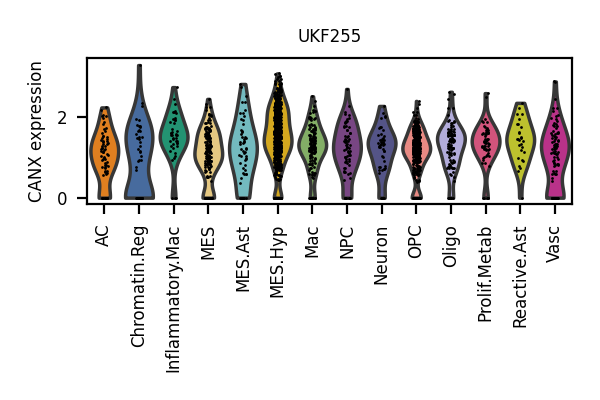 UKF255
CANX expression
2
0
AC
Chromatin.Reg
Inflammatory.Mac
MES
MES.Ast
MES.Hyp
Mac
NPC
Neuron
OPC
Oligo
Prolif.Metab
Reactive.Ast
Vasc